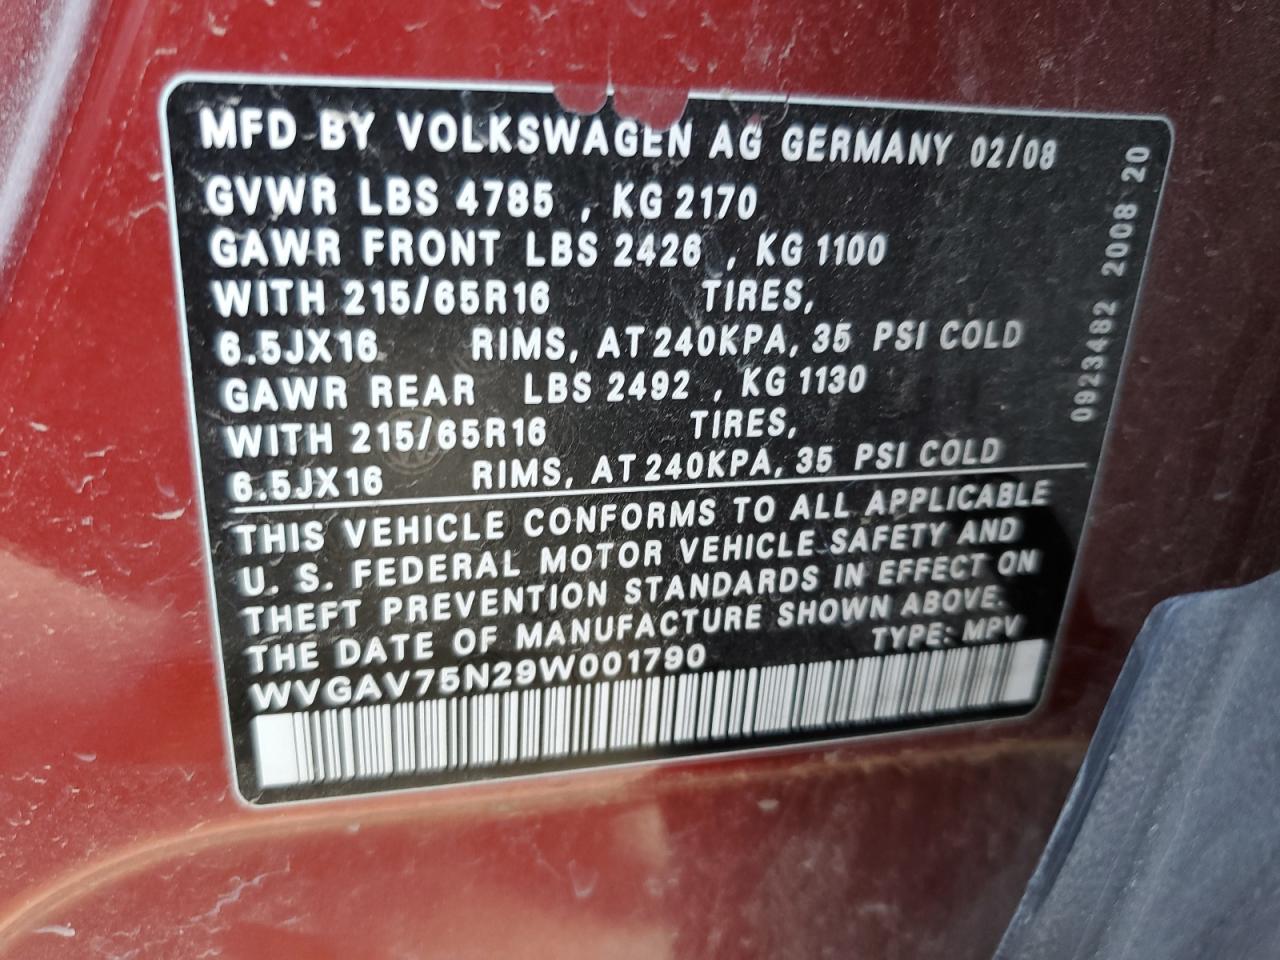 MFD BY VOLKSWAGEN AG GERMANY 02/08
GVWR LBS 4785 , KG 2170
GAWR FRONT LBS 2426 , KG 1100
WITH 215/65R16 TIRES,
6.5JX16 RIMS, AT 240KPA, 35 PSI COLD
GAWR REAR LBS 2492 , KG 1130
WITH 215/65R16 TIRES,
6.5JX16 RIMS, AT 240KPA, 35 PSI COLD
THIS VEHICLE CONFORMS TO ALL APPLICABLE
U. S. FEDERAL MOTOR VEHICLE SAFETY AND
THEFT PREVENTION STANDARDS IN EFFECT ON
THE DATE OF MANUFACTURE SHOWN ABOVE.
WVGAV75N29W001790 TYPE: MPV
0923482 2008 20